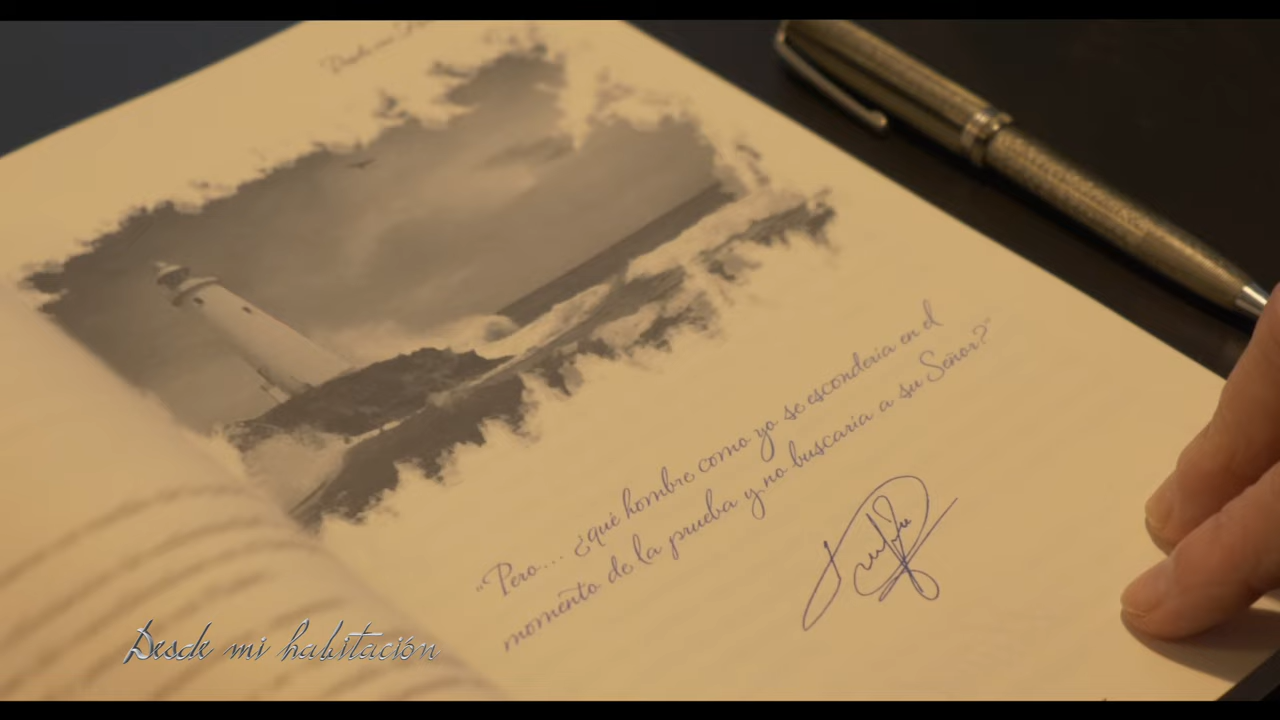 "Pero... ¿qué hombre como yo se escondería en el
momento de la prueba y no buscaría a su Señor?"
Desde mi habitación